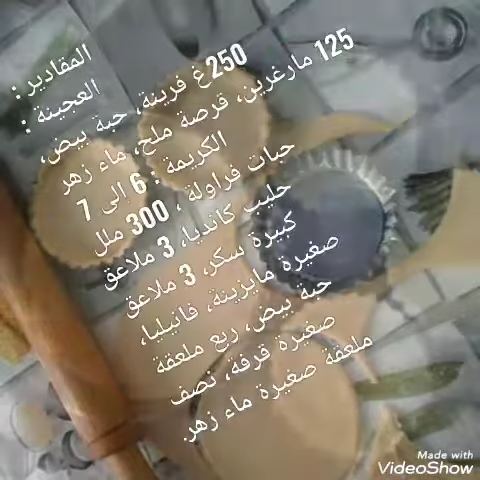 المقادير :
العجينة :
250غ فرينة، حبة بيض،
125 مارغرين، قرصة ملح، ماء زهر
الكريمة : 6 إلى 7
حبات فراولة ، 300 ملل
حليب كانديا، 3 ملاعق
كبيرة سكر، 3 ملاعق
صغيرة مايزينة، فانيليا،
حبة بيض، ربع ملعقة
صغيرة قرفة، نصف
ملعقة صغيرة ماء زهر.
Made with
VideoShow